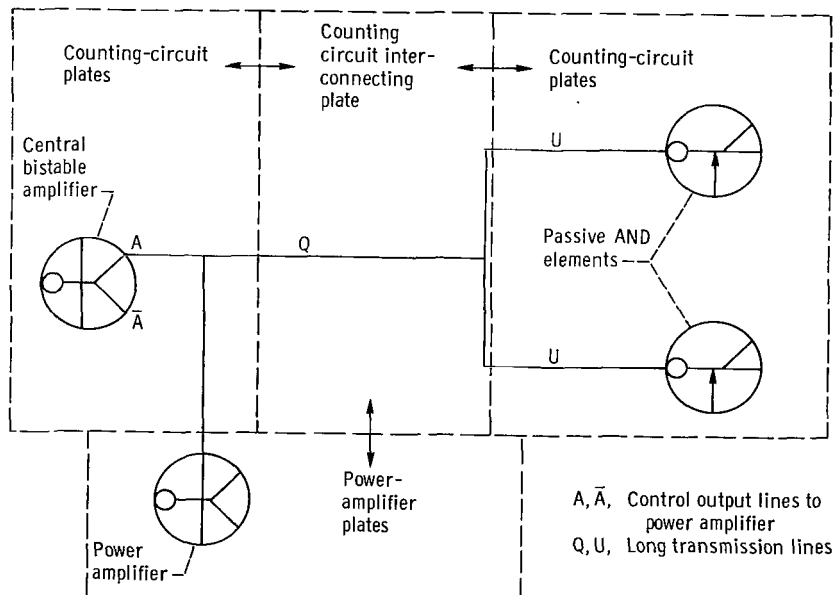 Counting-circuit
plates
Counting
circuit inter-
connecting
plate
Counting-circuit
plates
Central
bistable
amplifier
A
Ā
Q
U
U
Passive AND
elements
Power-
amplifier
plates
Power
amplifier
A, Ā, Control output lines to
power amplifier
Q, U, Long transmission lines